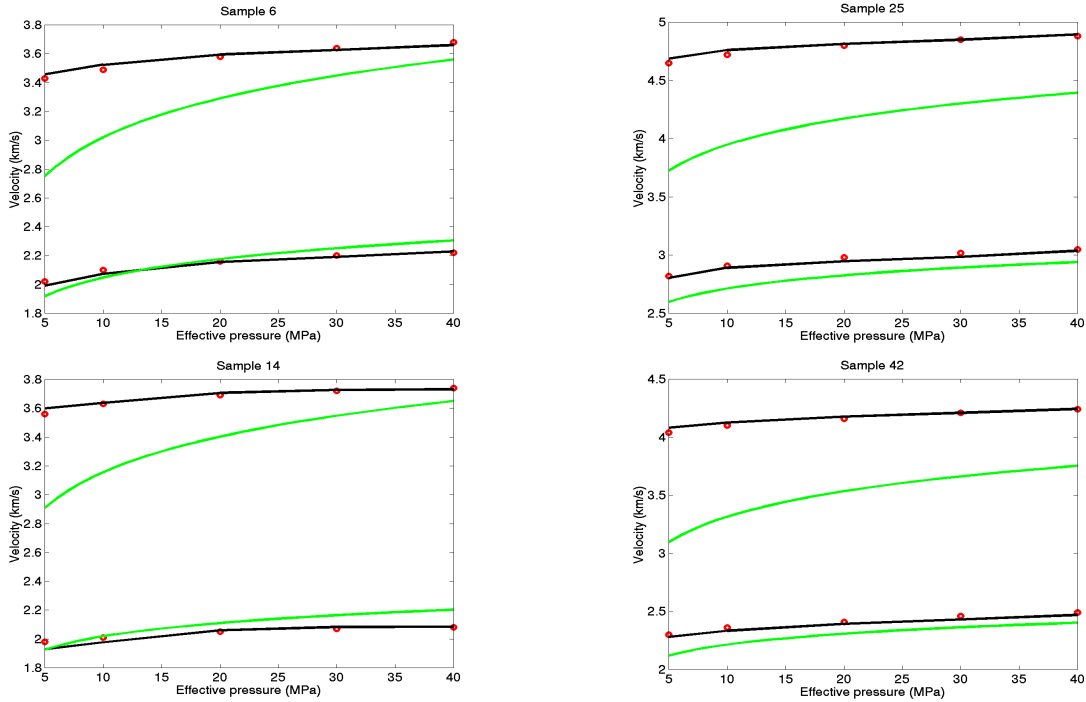 Sample 6
3.8
3.6
3.4
3.2
3
2.8
2.6
2.4
2.2
2
1.8
Velocity (km/s)
5 10 15 20 25 30 35 40
Effective pressure (MPa)
Sample 25
5
4.5
4
3.5
3
2.5
Velocity (km/s)
5 10 15 20 25 30 35 40
Effective pressure (MPa)
Sample 14
3.8
3.6
3.4
3.2
3
2.8
2.6
2.4
2.2
2
1.8
Velocity (km/s)
5 10 15 20 25 30 35 40
Effective pressure (MPa)
Sample 42
4.5
4
3.5
3
2.5
2
Velocity (km/s)
5 10 15 20 25 30 35 40
Effective pressure (MPa)